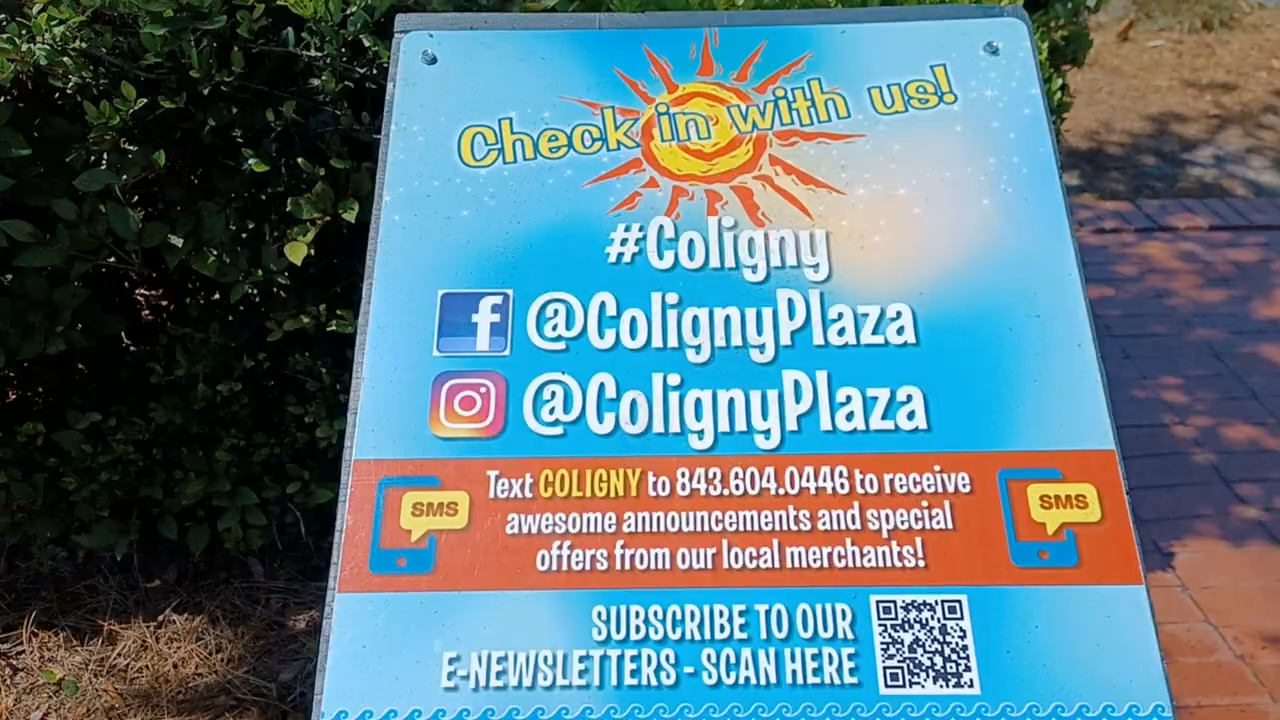 Check in with us!
#Coligny
f @ColignyPlaza
@ColignyPlaza
SMS
Text COLIGNY to 843.604.0446 to receive
awesome announcements and special
offers from our local merchants!
SMS
SUBSCRIBE TO OUR
E-NEWSLETTERS - SCAN HERE